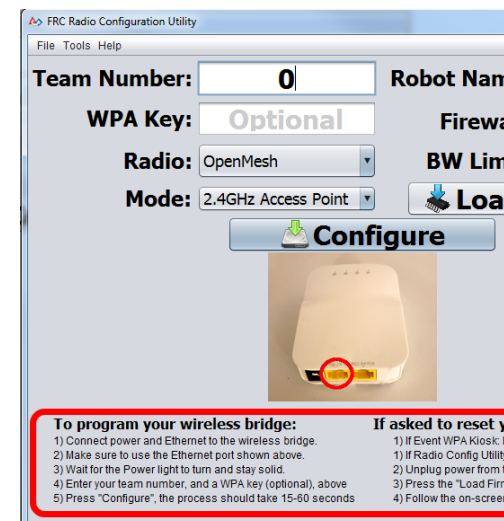 FRC Radio Configuration Utility
File Tools Help
Team Number: 0 Robot Nam
WPA Key: Optional Firewa
Radio: OpenMesh BW Lim
Mode: 2.4GHz Access Point Loa
Configure
To program your wireless bridge:
1) Connect power and Ethernet to the wireless bridge.
2) Make sure to use the Ethernet port shown above.
3) Wait for the Power light to turn and stay solid.
4) Enter your team number, and a WPA key (optional), above
5) Press "Configure", the process should take 15-60 seconds
If asked to reset y
1) If Event WPA Kiosk:
1) If Radio Config Utility
2) Unplug power from
3) Press the "Load Firm
4) Follow the on-screen